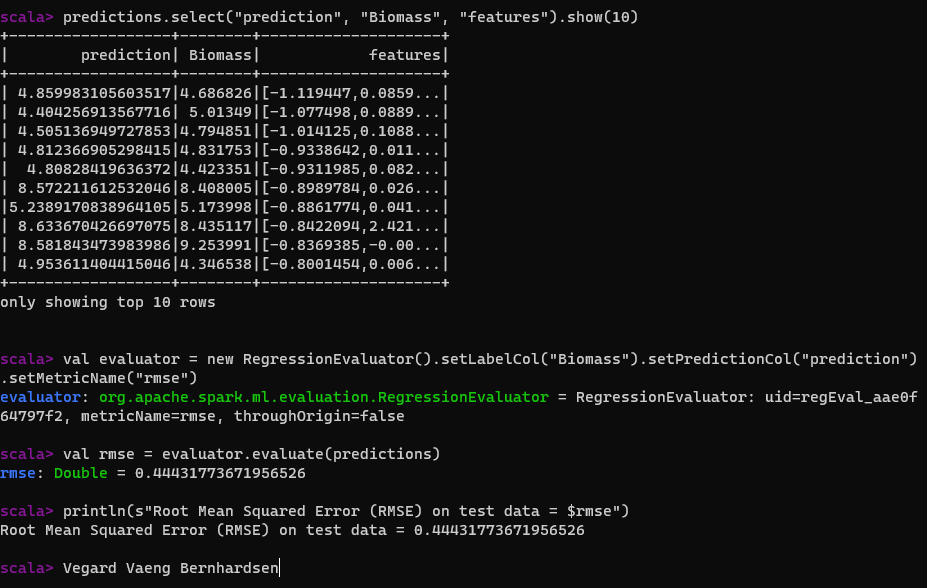 scala> predictions.select("prediction", "Biomass", "features").show(10)
+------------------+--------+--------------------+
|        prediction| Biomass|            features|
+------------------+--------+--------------------+
| 4.859983105603517|4.686826|[-1.119447,0.0859...|
| 4.404256913567716| 5.01349|[-1.077498,0.0889...|
| 4.505136949727853|4.794851|[-1.014125,0.1088...|
| 4.812366905298415|4.831753|[-0.9338642,0.011...|
|  4.80828419636372|4.423351|[-0.9311985,0.082...|
| 8.572211612532046|8.408005|[-0.8989784,0.026...|
|5.2389170838964105|5.173998|[-0.8861774,0.041...|
| 8.633670426697075|8.435117|[-0.8422094,2.421...|
| 8.581843473983986|9.253991|[-0.8369385,-0.00...|
| 4.953611404415046|4.346538|[-0.8001454,0.006...|
+------------------+--------+--------------------+
only showing top 10 rows
scala> val evaluator = new RegressionEvaluator().setLabelCol("Biomass").setPredictionCol("prediction")
.setMetricName("rmse")
evaluator: org.apache.spark.ml.evaluation.RegressionEvaluator = RegressionEvaluator: uid=regEval_aae0f
64797f2, metricName=rmse, throughOrigin=false
scala> val rmse = evaluator.evaluate(predictions)
rmse: Double = 0.44431773671956526
scala> println(s"Root Mean Squared Error (RMSE) on test data = $rmse")
Root Mean Squared Error (RMSE) on test data = 0.44431773671956526
scala> Vegard Vaeng Bernhardsen